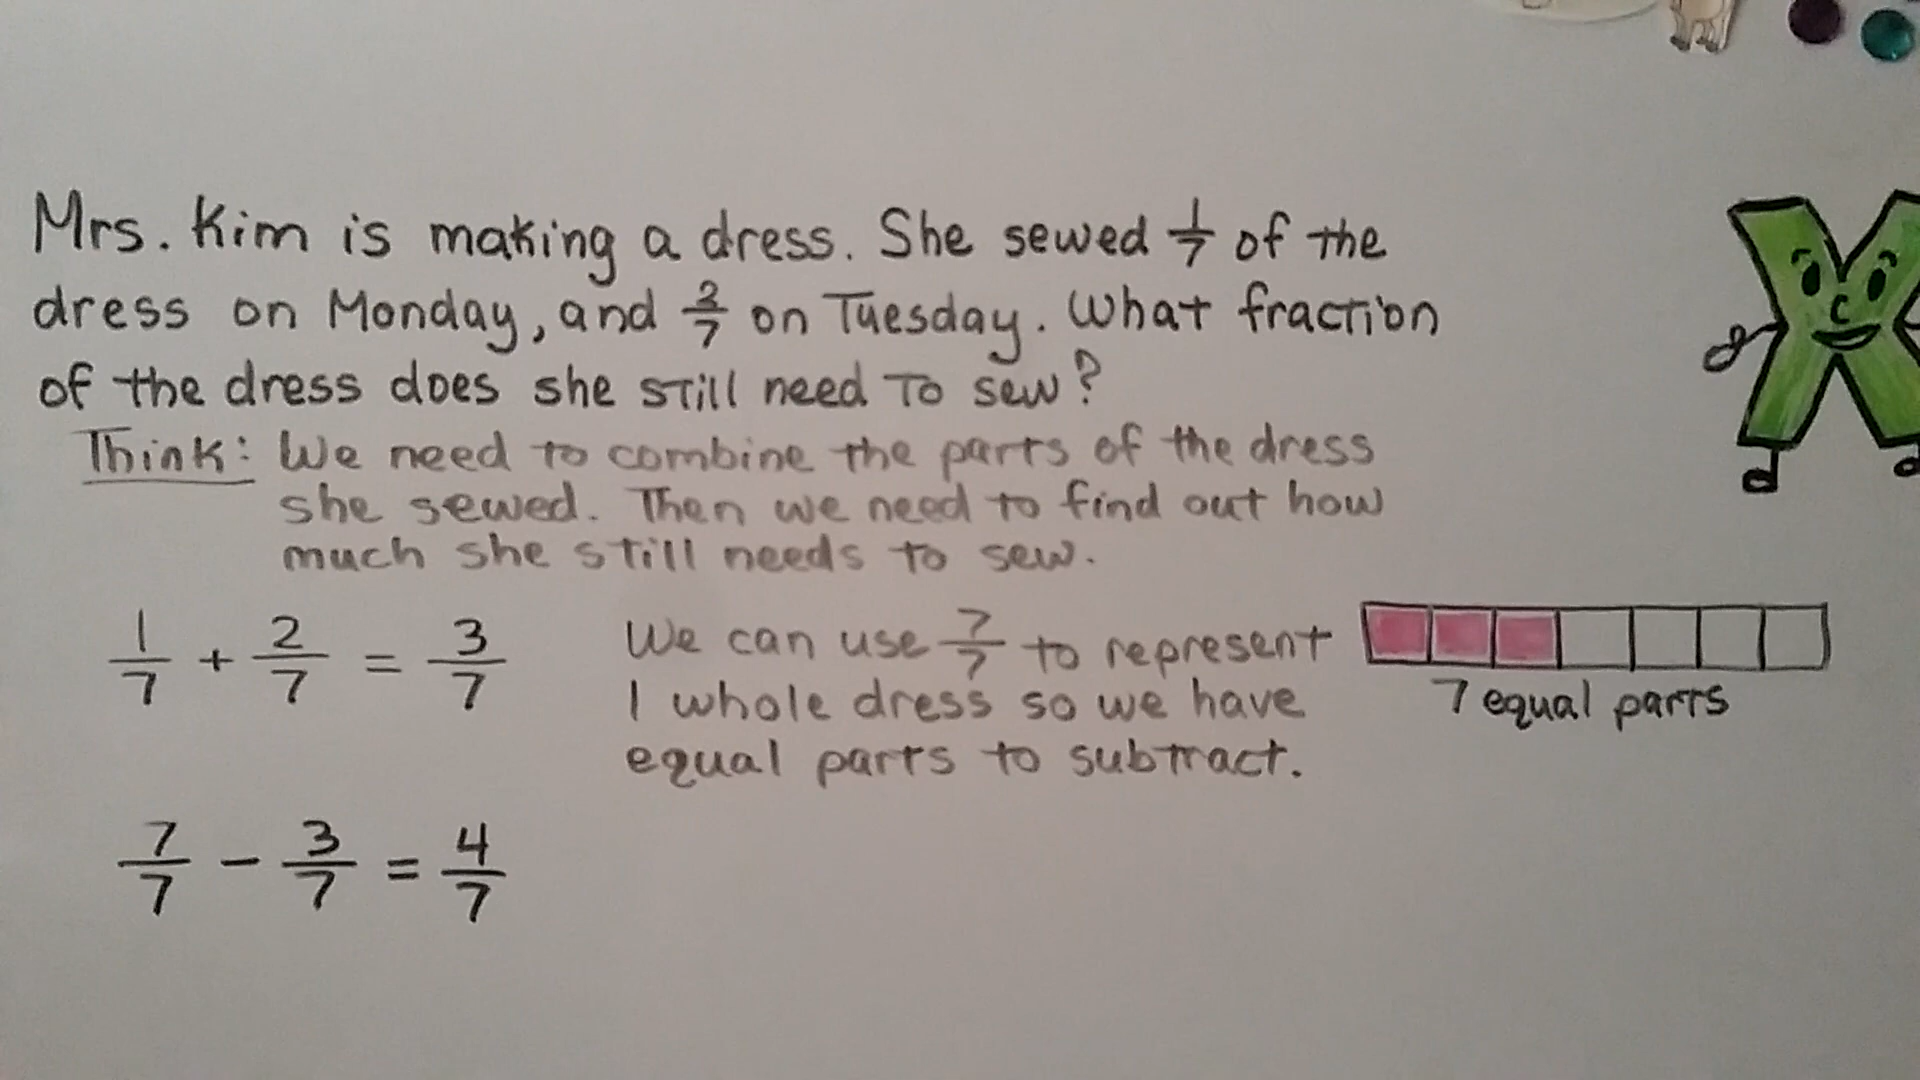 Mrs. Kim is making a dress. She sewed 1/7 of the
dress on Monday, and 2/7 on Tuesday. What fraction
of the dress does she still need to sew?
Think: We need to combine the parts of the dress
she sewed. Then we need to find out how
much she still needs to sew.
1/7 + 2/7 = 3/7
We can use 7/7 to represent
1 whole dress so we have
equal parts to subtract.
7 equal parts
7/7 - 3/7 = 4/7